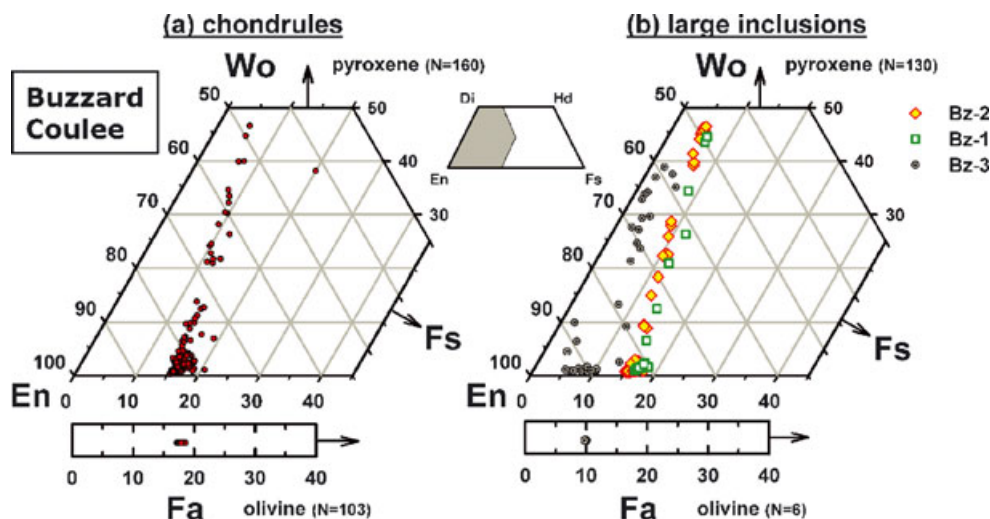 (a) chondrules
(b) large inclusions
Buzzard
Coulee
Wo
pyroxene (N=160)
50
60
70
80
90
100
50
40
30
Di
Hd
En
Fs
Fs
En
0
10
20
30
40
0
10
20
30
40
Fa
olivine (N=103)
Wo
pyroxene (N=130)
50
60
70
80
90
100
50
40
30
Bz-2
Bz-1
Bz-3
Fs
En
0
10
20
30
40
0
10
20
30
40
Fa
olivine (N=6)